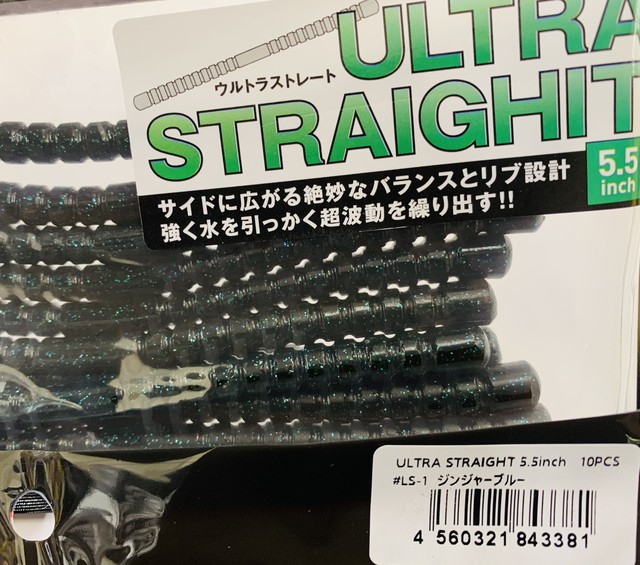 ULTRA
ウルトラストレート
STRAIGHIT
5.5
inch
サイドに広がる絶妙なバランスとリブ設計
強く水を引っかく超波動を繰り出す!!
ULTRA STRAIGHT 5.5inch 10PCS
#LS-1 ジンジャーブルー
4 560321 843381